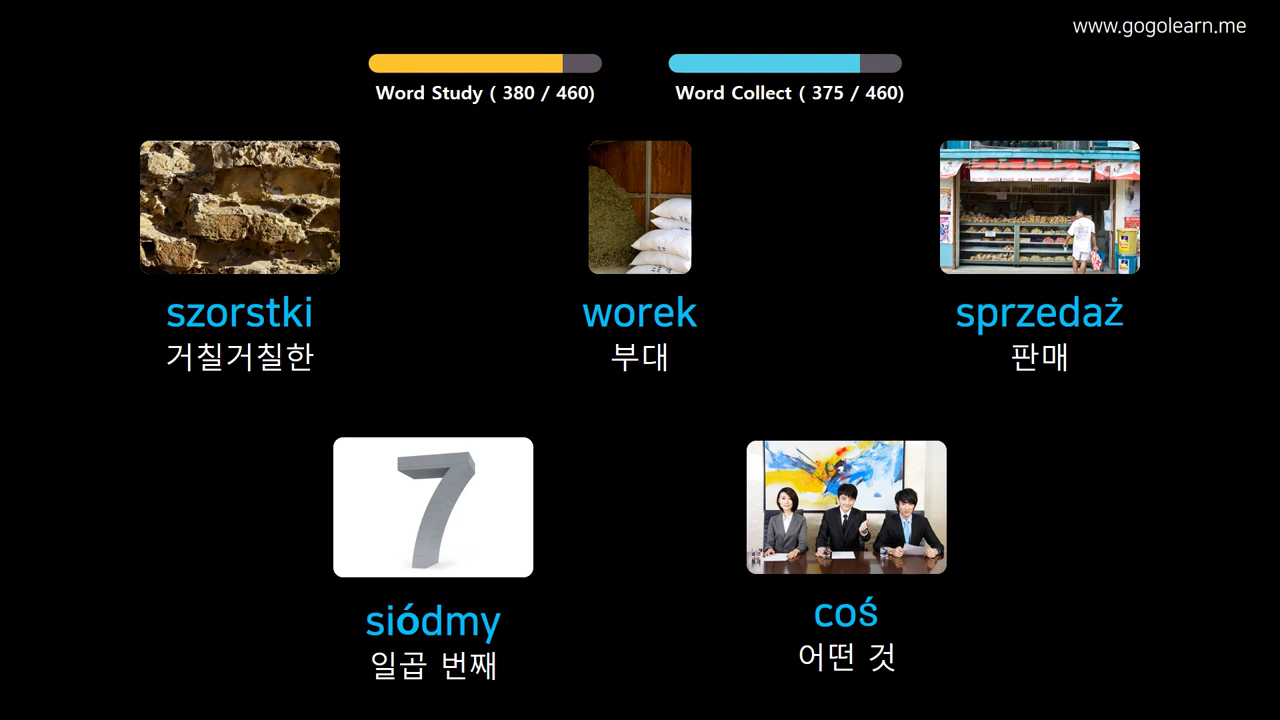 www.gogolearn.me
Word Study ( 380 / 460)
Word Collect ( 375 / 460)
szorstki
거칠거칠한
worek
부대
sprzedaż
판매
7
siódmy
일곱 번째
coś
어떤 것